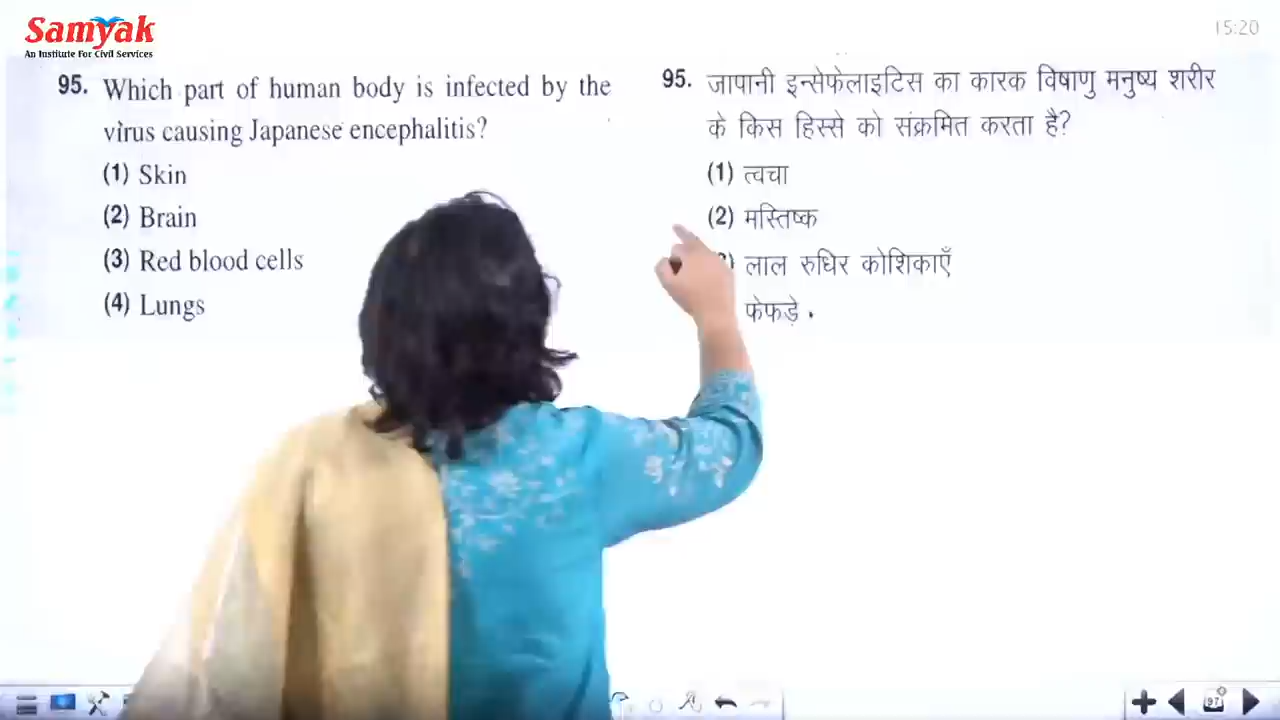 Samyak
An Institute For Civil Services
15:20
95. Which part of human body is infected by the
virus causing Japanese encephalitis?
(1) Skin
(2) Brain
(3) Red blood cells
(4) Lungs
95. जापानी इन्सेफेलाइटिस का कारक विषाणु मनुष्य शरीर
के किस हिस्से को संक्रमित करता है?
(1) त्वचा
(2) मस्तिष्क
लाल रुधिर कोशिकाएँ
फेफड़े
97